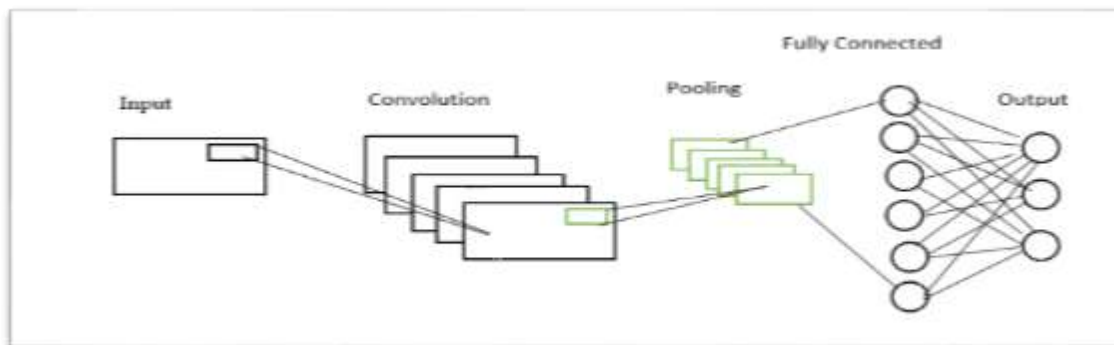 Fully Connected
Input
Convolution
Pooling
Output